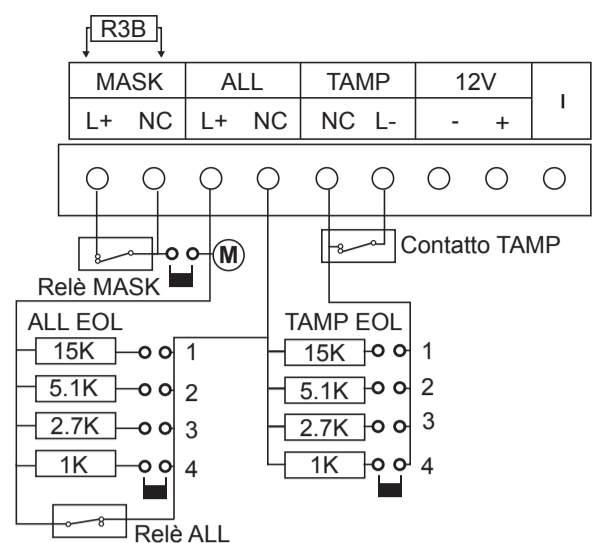 R3B
MASK ALL TAMP 12V I
L+ NC L+ NC NC L- - +
M
Contatto TAMP
Relè MASK
ALL EOL TAMP EOL
15K 1 15K 1
5.1K 2 5.1K 2
2.7K 3 2.7K 3
1K 4 1K 4
Relè ALL